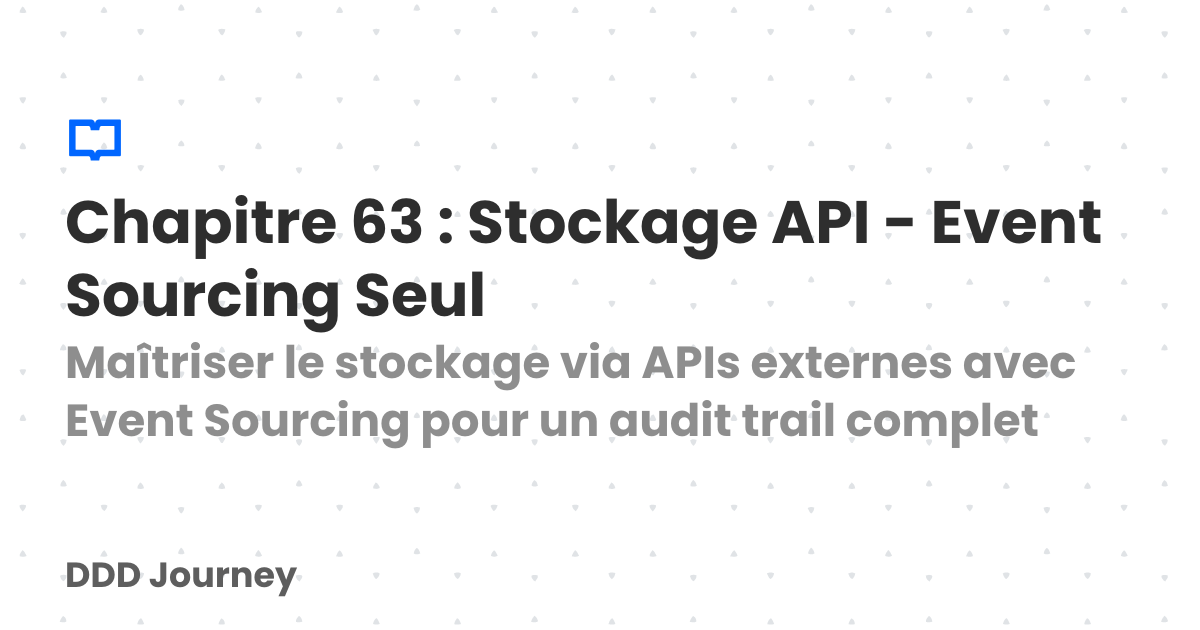 Chapitre 63 : Stockage API - Event
Sourcing Seul
Maîtriser le stockage via APIs externes avec
Event Sourcing pour un audit trail complet
DDD Journey